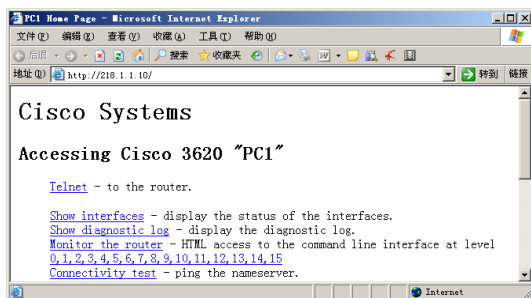 PC1 Home Page - Microsoft Internet Explorer
文件(F) 编辑(E) 查看(V) 收藏(A) 工具(T) 帮助(H)
后退 搜索 收藏夹
地址(D) http://218.1.1.10/ 转到 链接
Cisco Systems
Accessing Cisco 3620 "PC1"
Telnet - to the router.
Show interfaces - display the status of the interfaces.
Show diagnostic log - display the diagnostic log.
Monitor the router - HTML access to the command line interface at level
0,1,2,3,4,5,6,7,8,9,10,11,12,13,14,15
Connectivity test - ping the nameserver.
Internet